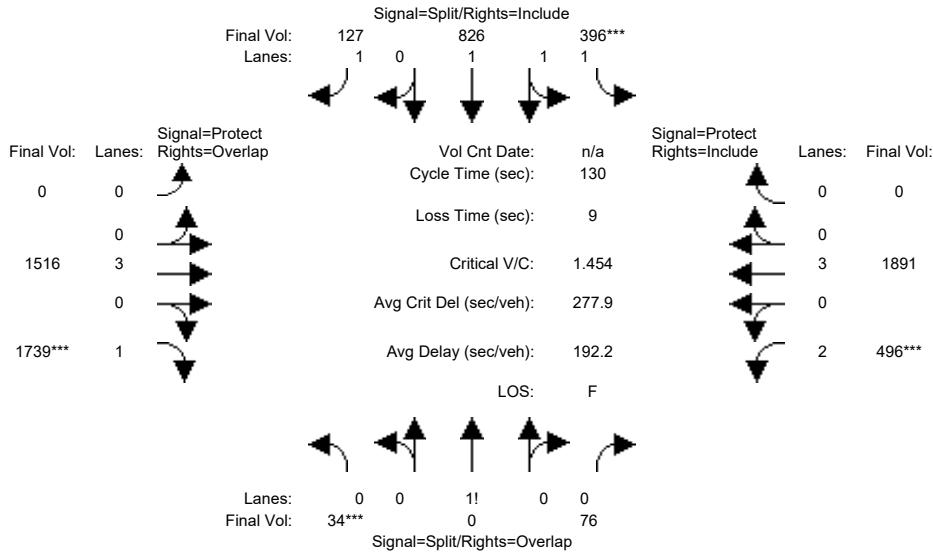 Signal=Split/Rights=Include
Final Vol: 127 826 396***
Lanes: 1 0 1 1 1
Signal=Protect
Final Vol: Lanes: Rights=Overlap
Vol Cnt Date: n/a
Signal=Protect
Rights=Include Lanes: Final Vol:
Cycle Time (sec): 130
0 0
0 0
Loss Time (sec): 9
0
0
1516 3
Critical V/C: 1.454
3 1891
0
Avg Crit Del (sec/veh): 277.9
0
1739*** 1
Avg Delay (sec/veh): 192.2
2 496***
LOS: F
Lanes: 0 0 1! 0 0
Final Vol: 34*** 0 76
Signal=Split/Rights=Overlap